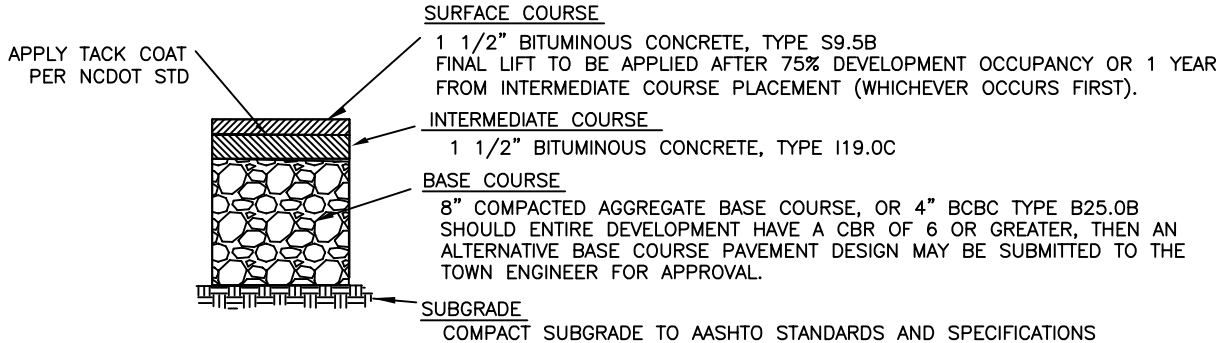 SURFACE COURSE
1 1/2” BITUMINOUS CONCRETE, TYPE S9.5B
FINAL LIFT TO BE APPLIED AFTER 75% DEVELOPMENT OCCUPANCY OR 1 YEAR
FROM INTERMEDIATE COURSE PLACEMENT (WHICHEVER OCCURS FIRST).
APPLY TACK COAT
PER NCDOT STD
INTERMEDIATE COURSE
1 1/2” BITUMINOUS CONCRETE, TYPE I19.0C
BASE COURSE
8” COMPACTED AGGREGATE BASE COURSE, OR 4” BCBC TYPE B25.0B
SHOULD ENTIRE DEVELOPMENT HAVE A CBR OF 6 OR GREATER, THEN AN
ALTERNATIVE BASE COURSE PAVEMENT DESIGN MAY BE SUBMITTED TO THE
TOWN ENGINEER FOR APPROVAL.
SUBGRADE
COMPACT SUBGRADE TO AASHTO STANDARDS AND SPECIFICATIONS